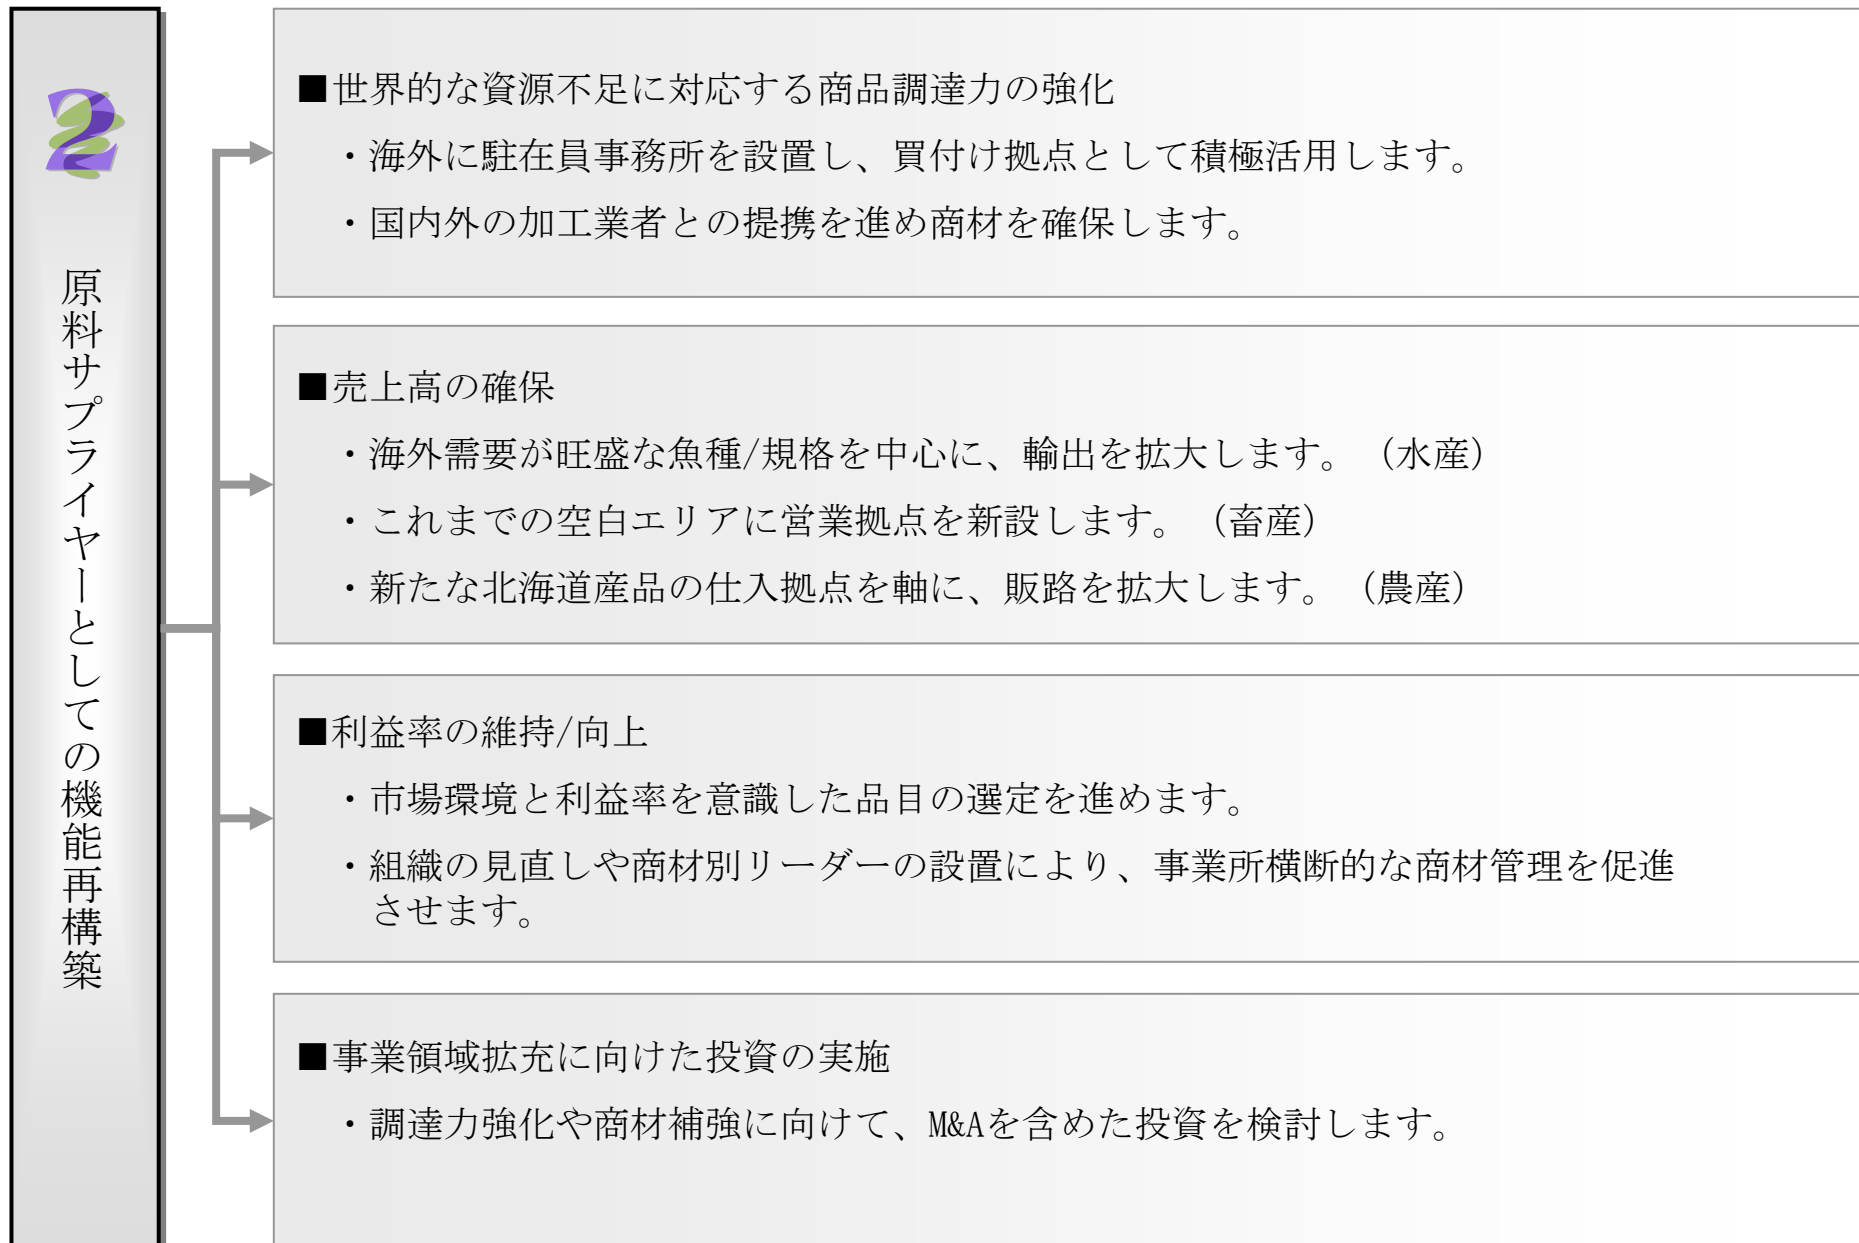 2
原料サプライヤーとしての機能再構築
■世界的な資源不足に対応する商品調達力の強化
・海外に駐在員事務所を設置し、買付け拠点として積極活用します。
・国内外の加工業者との提携を進め商材を確保します。
■売上高の確保
・海外需要が旺盛な魚種/規格を中心に、輸出を拡大します。（水産）
・これまでの空白エリアに営業拠点を新設します。（畜産）
・新たな北海道産品の仕入拠点を軸に、販路を拡大します。（農産）
■利益率の維持/向上
・市場環境と利益率を意識した品目の選定を進めます。
・組織の見直しや商材別リーダーの設置により、事業所横断的な商材管理を促進
させます。
■事業領域拡充に向けた投資の実施
・調達力強化や商材補強に向けて、M&Aを含めた投資を検討します。